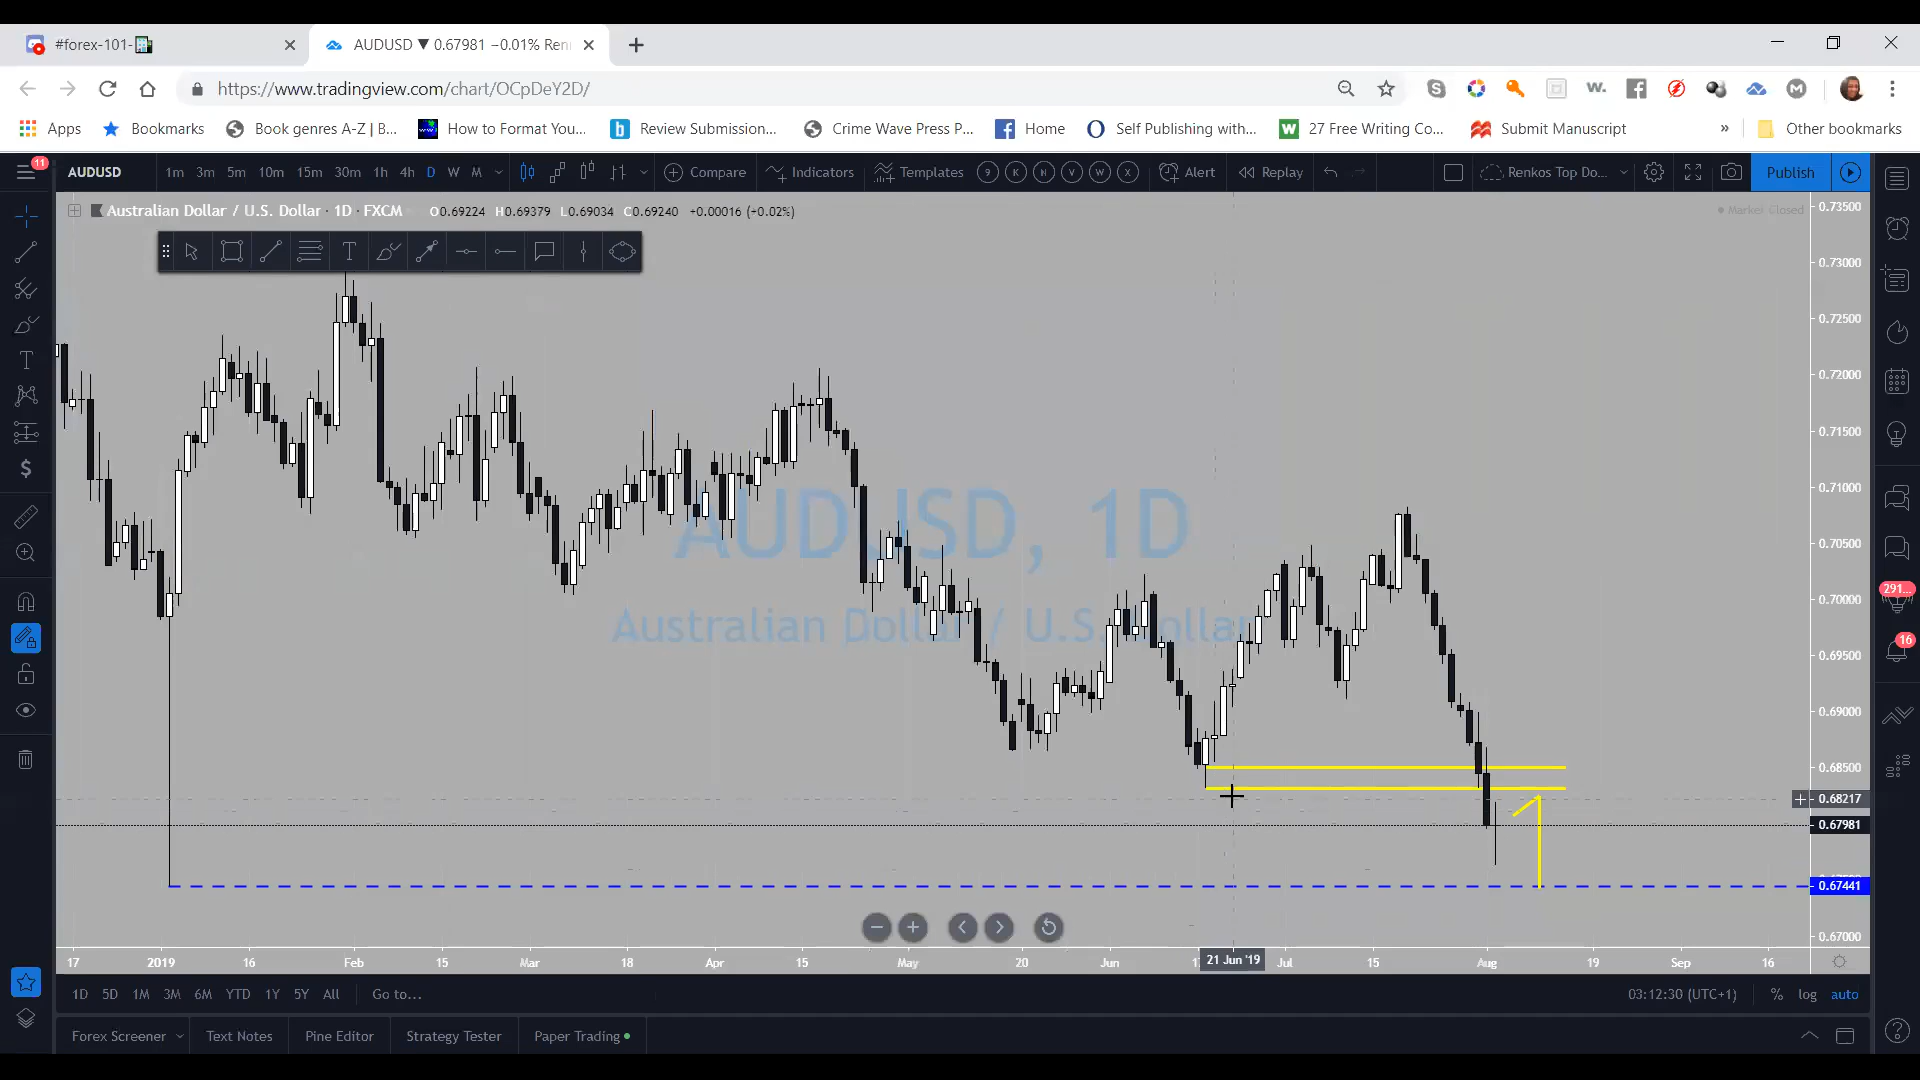 #forex-101-
AUDUSD ▼ 0.67981 −0.01% Ren
https://www.tradingview.com/chart/OCpDeY2D/
Apps Bookmarks Book genres A-Z | B... How to Format You... Review Submission... Crime Wave Press P... Home Self Publishing with... 27 Free Writing Co... Submit Manuscript » Other bookmarks
11
AUDUSD 1m 3m 5m 10m 15m 30m 1h 4h D W M Compare Indicators Templates 9 K N V W X Alert Replay Renkos Top Do... Publish
Australian Dollar / U.S. Dollar · 1D · FXCM O0.69224 H0.69379 L0.69034 C0.69240 +0.00016 (+0.02%)
Market Closed
0.73500
0.73000
0.72500
0.72000
0.71500
0.71000
0.70500
0.70000
0.69500
0.69000
0.68500
0.68217
0.67981
0.67441
0.67000
AUDUSD, 1D
Australian Dollar / U.S. Dollar
291...
16
17 2019 16 Feb 15 Mar 18 Apr 15 May 20 Jun 21 Jun '19 Jul 15 Aug 19 Sep 16
1D 5D 1M 3M 6M YTD 1Y 5Y All Go to... 03:12:30 (UTC+1) % log auto
Forex Screener Text Notes Pine Editor Strategy Tester Paper Trading